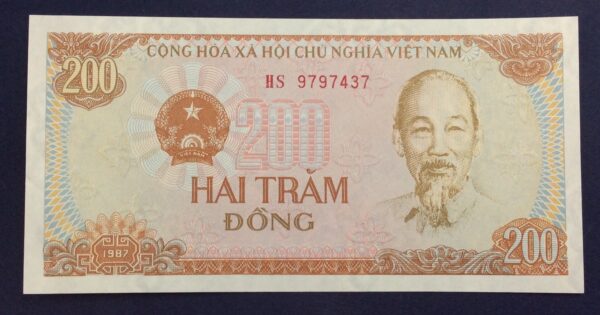 CỘNG HÒA XÃ HỘI CHỦ NGHĨA VIỆT NAM
200
HS 9797437
200
HAI TRĂM
ĐỒNG
1987
200